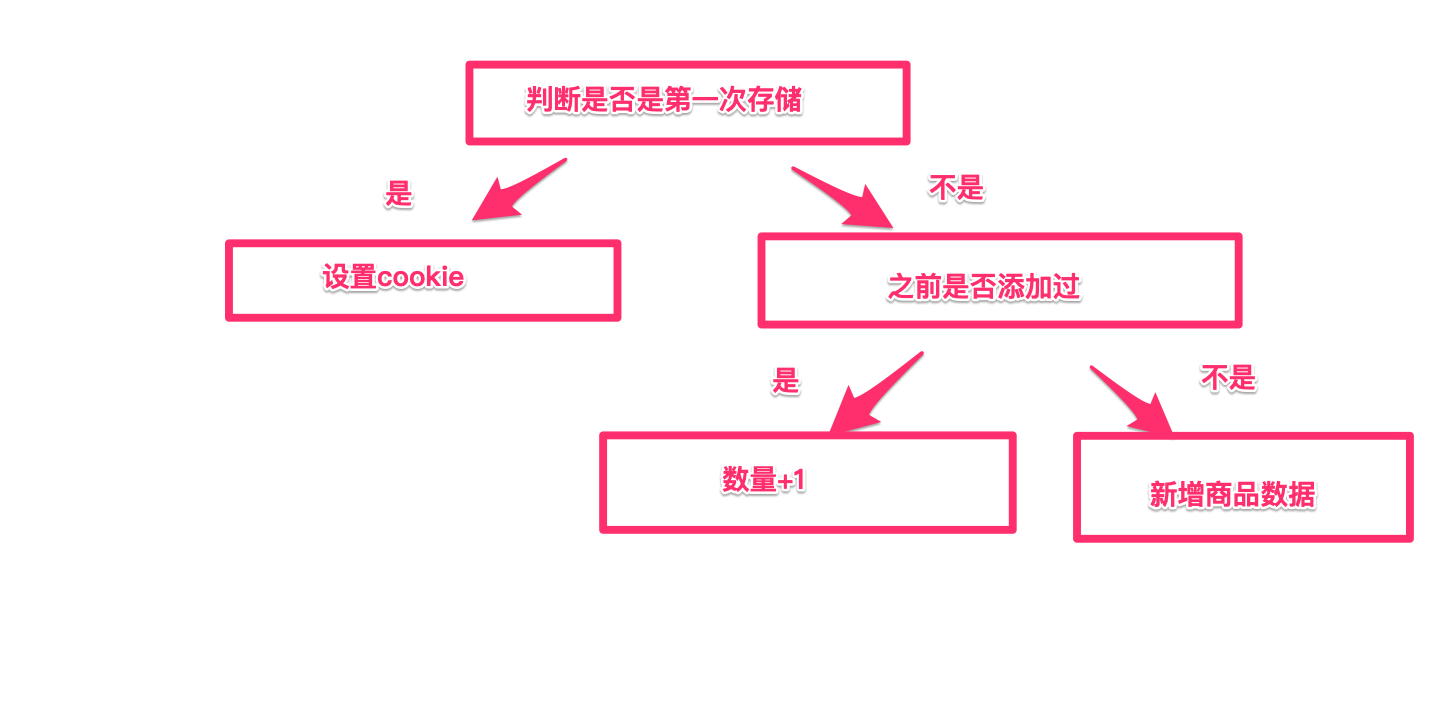 判断是否是第一次存储
是
不是
设置cookie
之前是否添加过
是
不是
数量+1
新增商品数据